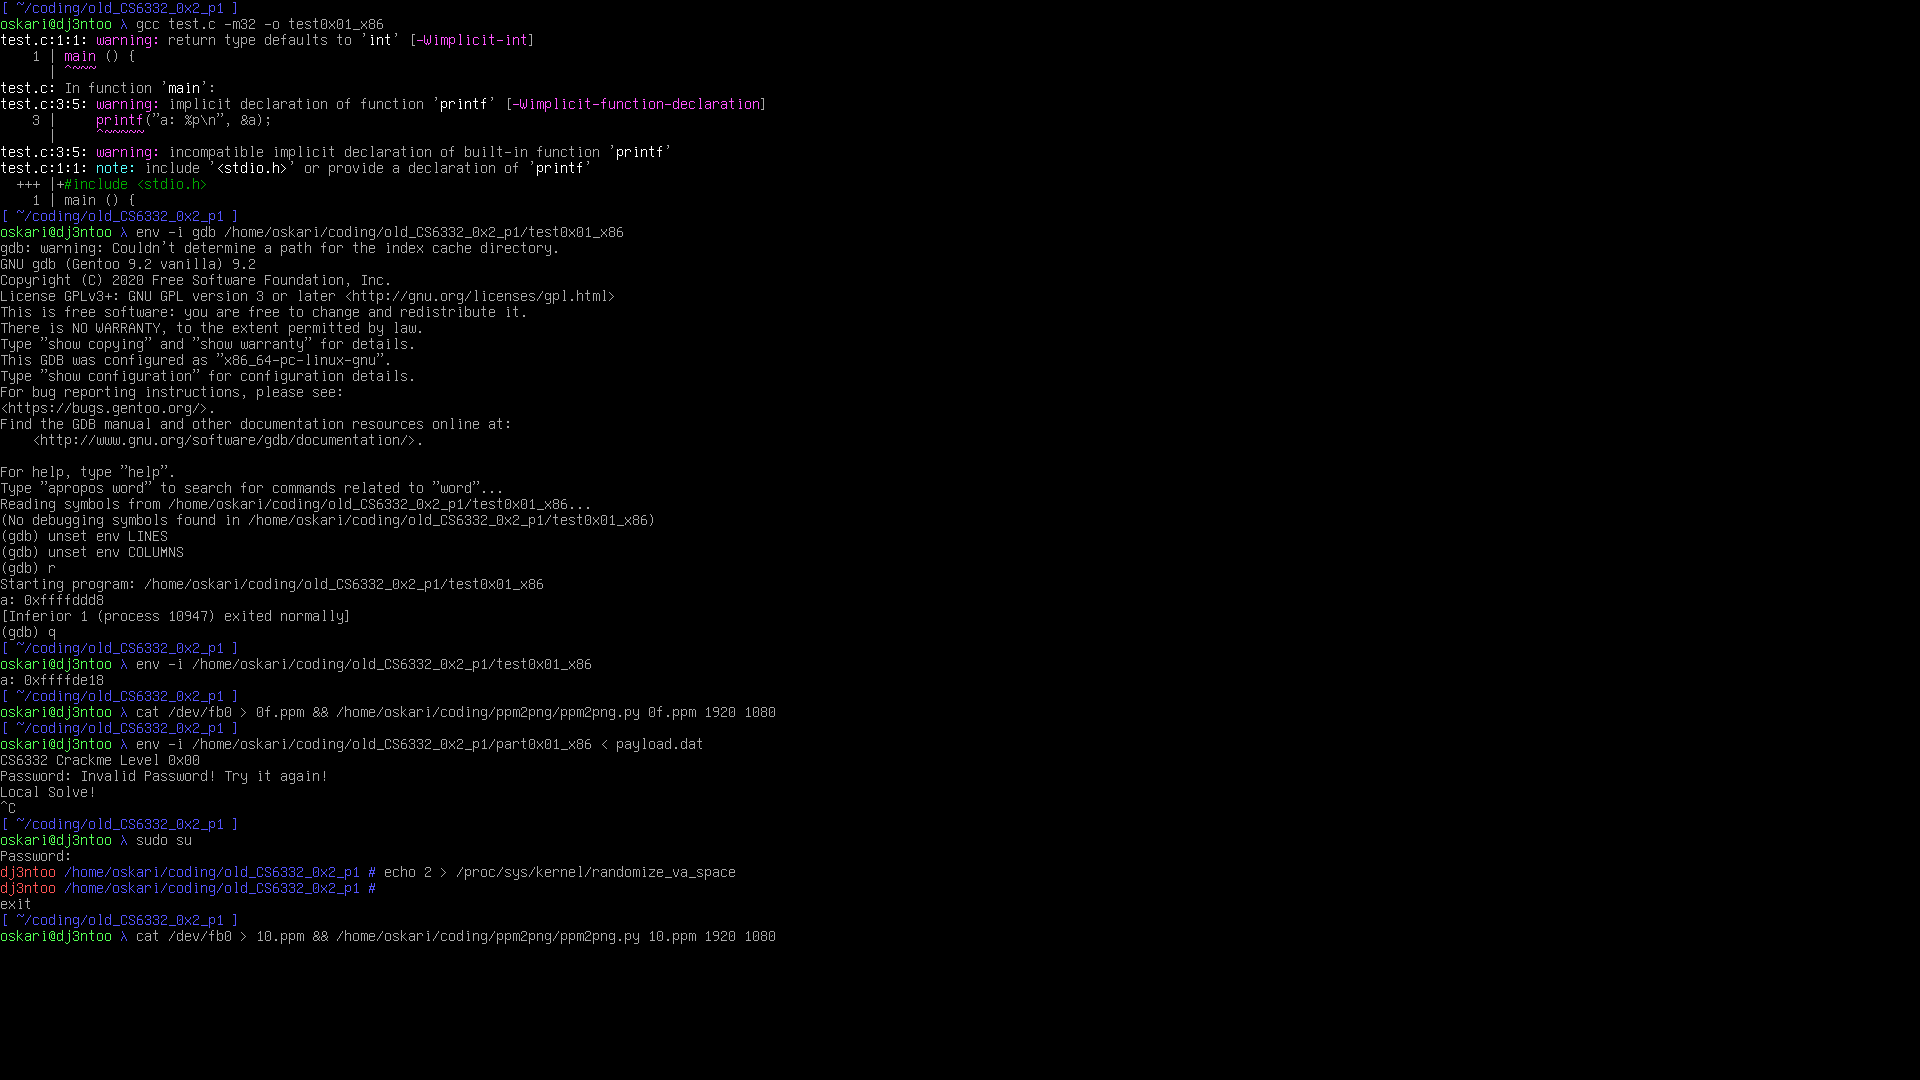 [ ~/coding/old_CS6332_0x2_p1 ]
oskari@dj3ntoo λ gcc test.c -m32 -o test0x01_x86
test.c:1:1: warning: return type defaults to ’int’ [-Wimplicit-int]
    1 | main () {
      | ^~~~
test.c: In function ’main’:
test.c:3:5: warning: implicit declaration of function ’printf’ [-Wimplicit-function-declaration]
    3 |     printf(”a: %p\n”, &a);
      |     ^~~~~~
test.c:3:5: warning: incompatible implicit declaration of built-in function ’printf’
test.c:1:1: note: include ’<stdio.h>’ or provide a declaration of ’printf’
  +++ |+#include <stdio.h>
    1 | main () {
[ ~/coding/old_CS6332_0x2_p1 ]
oskari@dj3ntoo λ env -i gdb /home/oskari/coding/old_CS6332_0x2_p1/test0x01_x86
gdb: warning: Couldn’t determine a path for the index cache directory.
GNU gdb (Gentoo 9.2 vanilla) 9.2
Copyright (C) 2020 Free Software Foundation, Inc.
License GPLv3+: GNU GPL version 3 or later <http://gnu.org/licenses/gpl.html>
This is free software: you are free to change and redistribute it.
There is NO WARRANTY, to the extent permitted by law.
Type ”show copying” and ”show warranty” for details.
This GDB was configured as ”x86_64-pc-linux-gnu”.
Type ”show configuration” for configuration details.
For bug reporting instructions, please see:
<https://bugs.gentoo.org/>.
Find the GDB manual and other documentation resources online at:
    <http://www.gnu.org/software/gdb/documentation/>.

For help, type ”help”.
Type ”apropos word” to search for commands related to ”word”...
Reading symbols from /home/oskari/coding/old_CS6332_0x2_p1/test0x01_x86...
(No debugging symbols found in /home/oskari/coding/old_CS6332_0x2_p1/test0x01_x86)
(gdb) unset env LINES
(gdb) unset env COLUMNS
(gdb) r
Starting program: /home/oskari/coding/old_CS6332_0x2_p1/test0x01_x86
a: 0xffffddd8
[Inferior 1 (process 10947) exited normally]
(gdb) q
[ ~/coding/old_CS6332_0x2_p1 ]
oskari@dj3ntoo λ env -i /home/oskari/coding/old_CS6332_0x2_p1/test0x01_x86
a: 0xffffde18
[ ~/coding/old_CS6332_0x2_p1 ]
oskari@dj3ntoo λ cat /dev/fb0 > 0f.ppm && /home/oskari/coding/ppm2png/ppm2png.py 0f.ppm 1920 1080
[ ~/coding/old_CS6332_0x2_p1 ]
oskari@dj3ntoo λ env -i /home/oskari/coding/old_CS6332_0x2_p1/part0x01_x86 < payload.dat
CS6332 Crackme Level 0x00
Password: Invalid Password! Try it again!
Local Solve!
^C
[ ~/coding/old_CS6332_0x2_p1 ]
oskari@dj3ntoo λ sudo su
Password:
dj3ntoo /home/oskari/coding/old_CS6332_0x2_p1 # echo 2 > /proc/sys/kernel/randomize_va_space
dj3ntoo /home/oskari/coding/old_CS6332_0x2_p1 #
exit
[ ~/coding/old_CS6332_0x2_p1 ]
oskari@dj3ntoo λ cat /dev/fb0 > 10.ppm && /home/oskari/coding/ppm2png/ppm2png.py 10.ppm 1920 1080